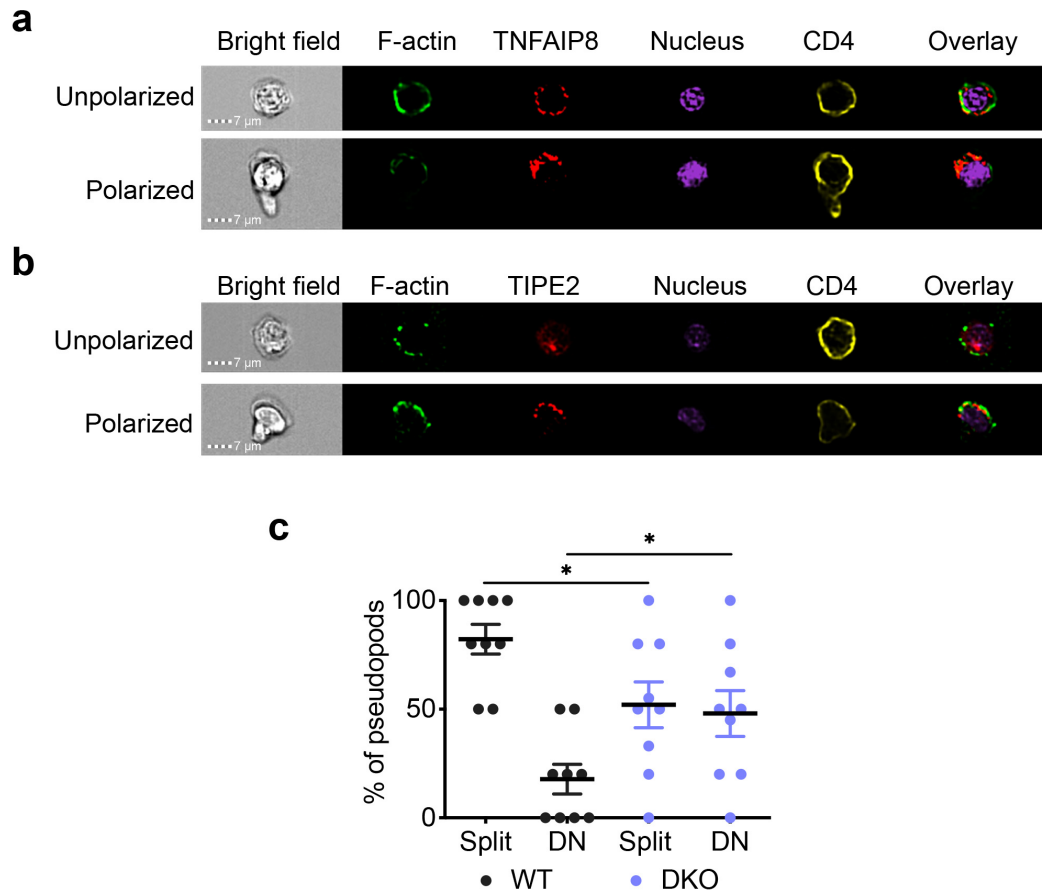 a
Bright field F-actin TNFAIP8 Nucleus CD4 Overlay
Unpolarized
7 µm
Polarized
7 µm
b
Bright field F-actin TIPE2 Nucleus CD4 Overlay
Unpolarized
7 µm
Polarized
7 µm
c
*
*
% of pseudopods
100
50
0
Split DN Split DN
WT DKO